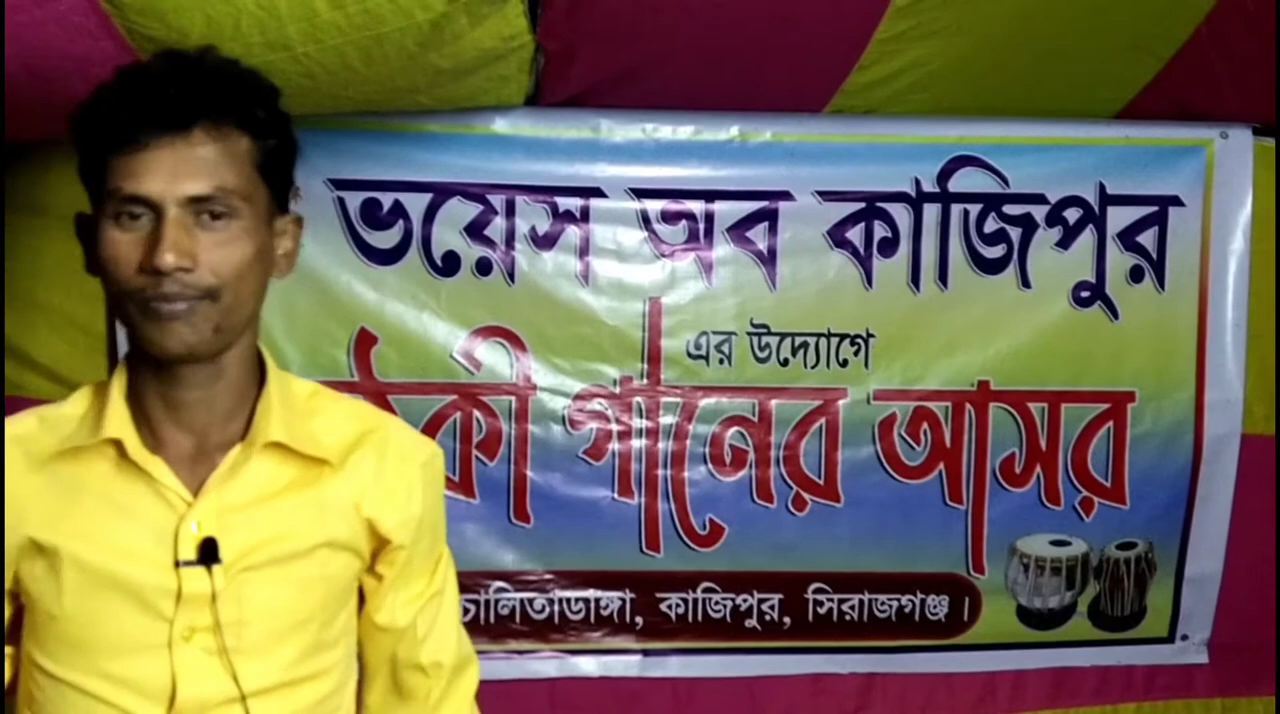 ভয়েস অব কাজিপুর
এর উদ্যোগে
গানের আসর
চালিতাডাঙ্গা, কাজিপুর, সিরাজগঞ্জ।